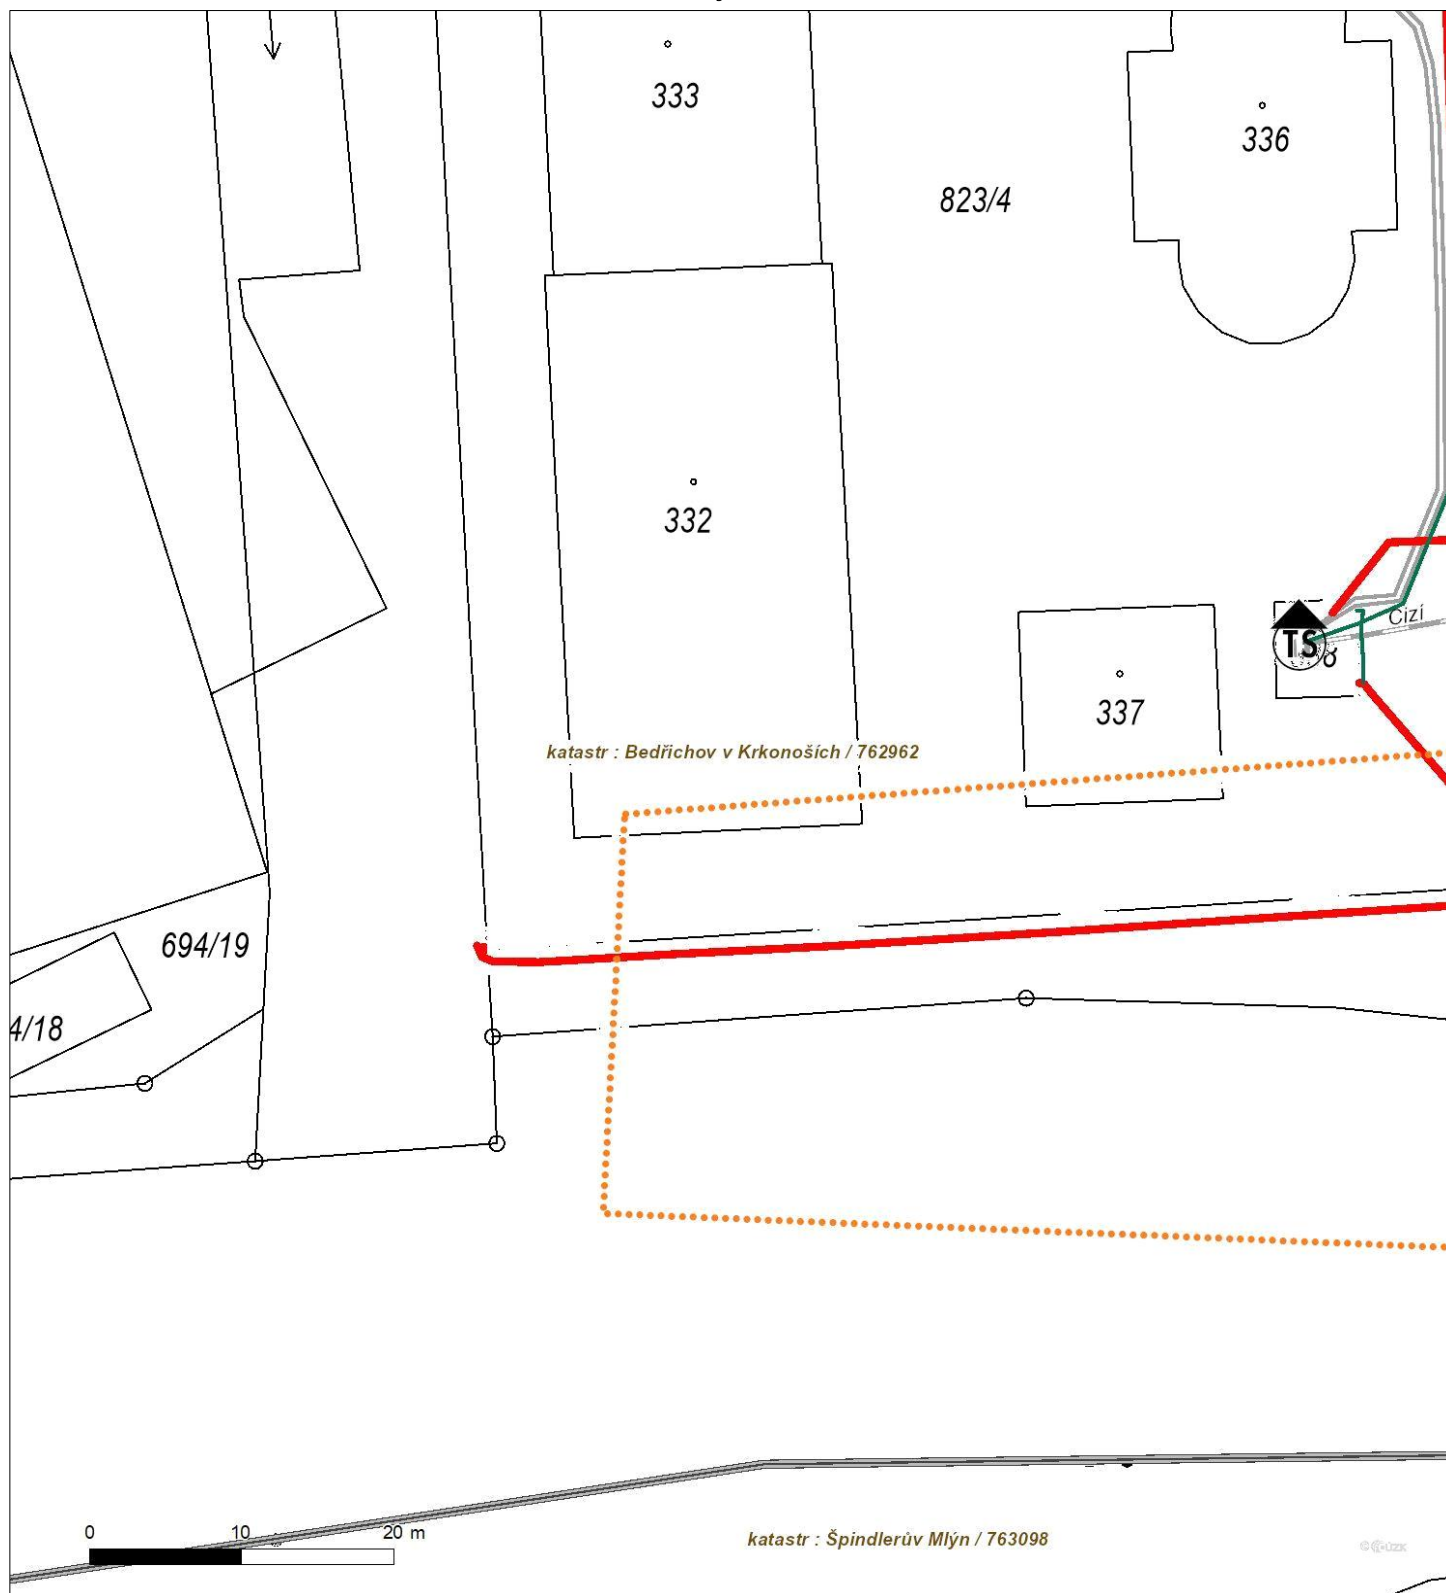 333
336
823/4
332
Cizí
TS
337
katastr : Bedřichov v Krkonoších / 762962
694/19
4/18
0 10 20 m
katastr : Špindlerův Mlýn / 763098